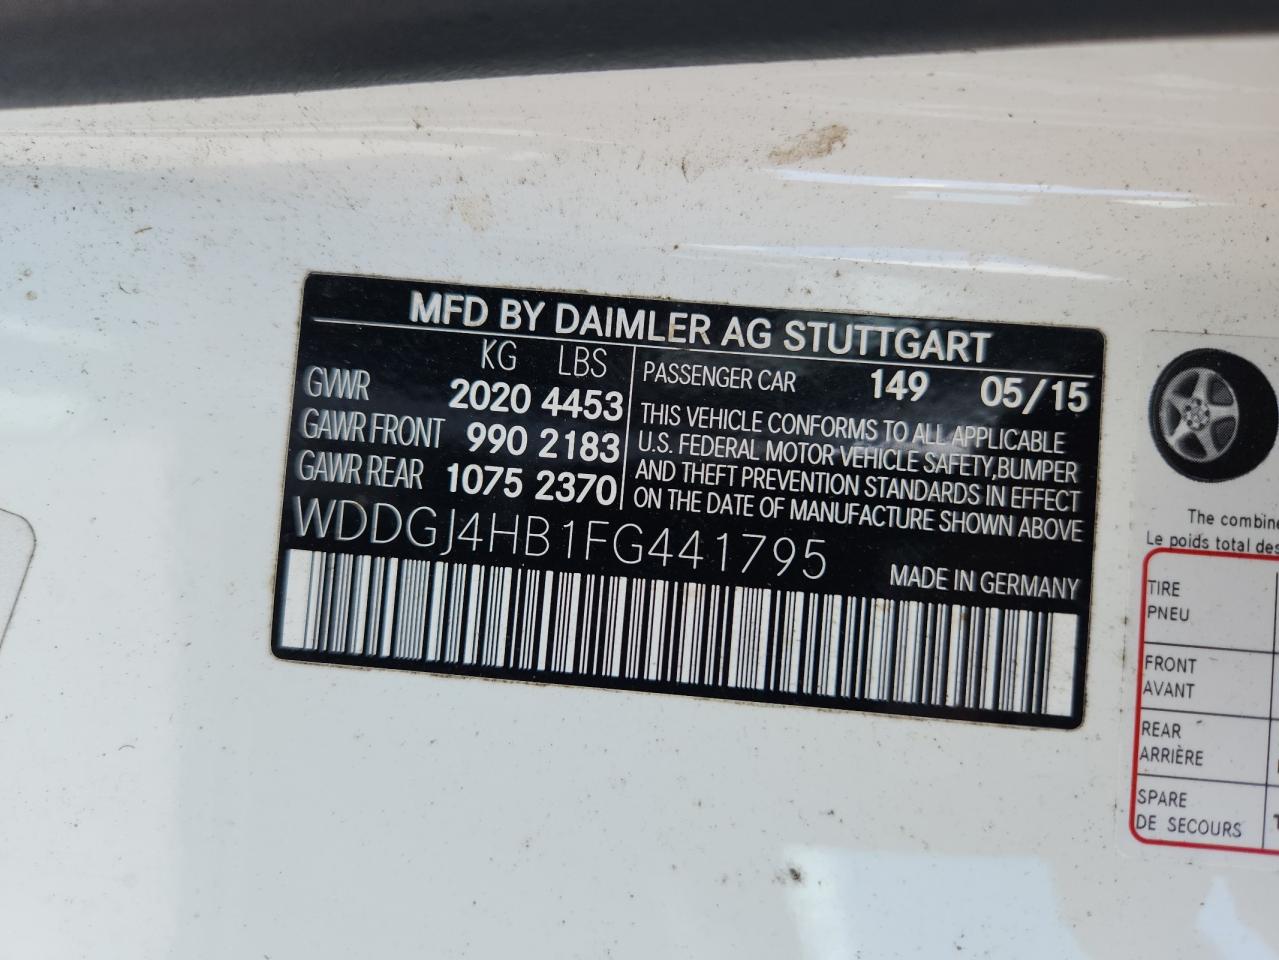 MFD BY DAIMLER AG STUTTGART
KG LBS
GVWR 2020 4453
GAWR FRONT 990 2183
GAWR REAR 1075 2370
PASSENGER CAR 149 05/15
THIS VEHICLE CONFORMS TO ALL APPLICABLE
U.S. FEDERAL MOTOR VEHICLE SAFETY,BUMPER
AND THEFT PREVENTION STANDARDS IN EFFECT
ON THE DATE OF MANUFACTURE SHOWN ABOVE
WDDGJ4HB1FG441795
MADE IN GERMANY
The combine
Le poids total des
TIRE
PNEU
FRONT
AVANT
REAR
ARRIÈRE
SPARE
DE SECOURS